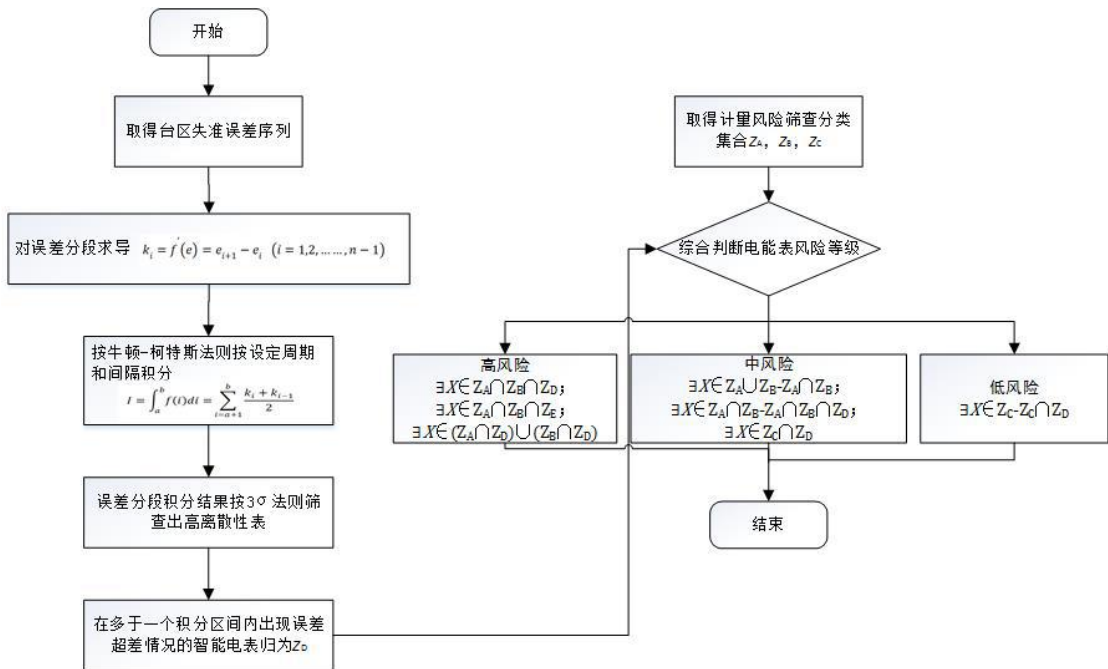 开始
取得台区失准误差序列
对误差分段求导 kᵢ = f′(e) = eᵢ₊₁ − eᵢ (i = 1,2, ... ..., n − 1)
按牛顿-柯特斯法则按设定周期
和间隔积分
I = ∫ₐᵇ f(i)di = ∑ᵢ₌ₐ₊₁ᵇ (kᵢ + kᵢ₋₁)/2
误差分段积分结果按3σ法则筛
查出高离散性表
在多于一个积分区间内出现误差
超差情况的智能电表归为Z_D
取得计量风险筛查分类
集合Z_A，Z_B，Z_C
综合判断电能表风险等级
高风险
∃X∈Z_A∩Z_B∩Z_D；
∃X∈Z_A∩Z_B∩Z_E；
∃X∈(Z_A∩Z_D)∪(Z_B∩Z_D)
中风险
∃X∈Z_A∪Z_B-Z_A∩Z_B；
∃X∈Z_A∩Z_B-Z_A∩Z_B∩Z_D；
∃X∈Z_C∩Z_D
低风险
∃X∈Z_C-Z_C∩Z_D
结束